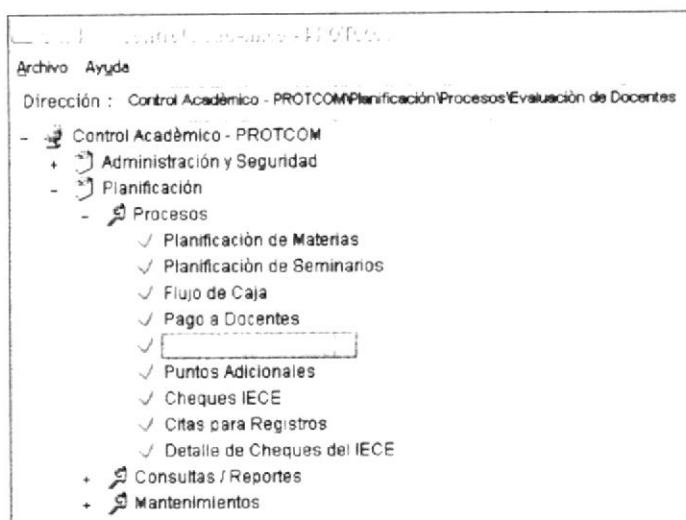 Archivo Ayuda
Dirección : Control Acadèmico - PROTCOM\Planificación\Procesos\Evaluaciòn de Docentes
- Control Acadèmico - PROTCOM
+ Administración y Seguridad
- Planificación
- Procesos
Planificaciòn de Materias
Planificaciòn de Seminarios
Flujo de Caja
Pago a Docentes
Puntos Adicionales
Cheques IECE
Citas para Registros
Detalle de Cheques del IECE
+ Consultas / Reportes
+ Mantenimientos